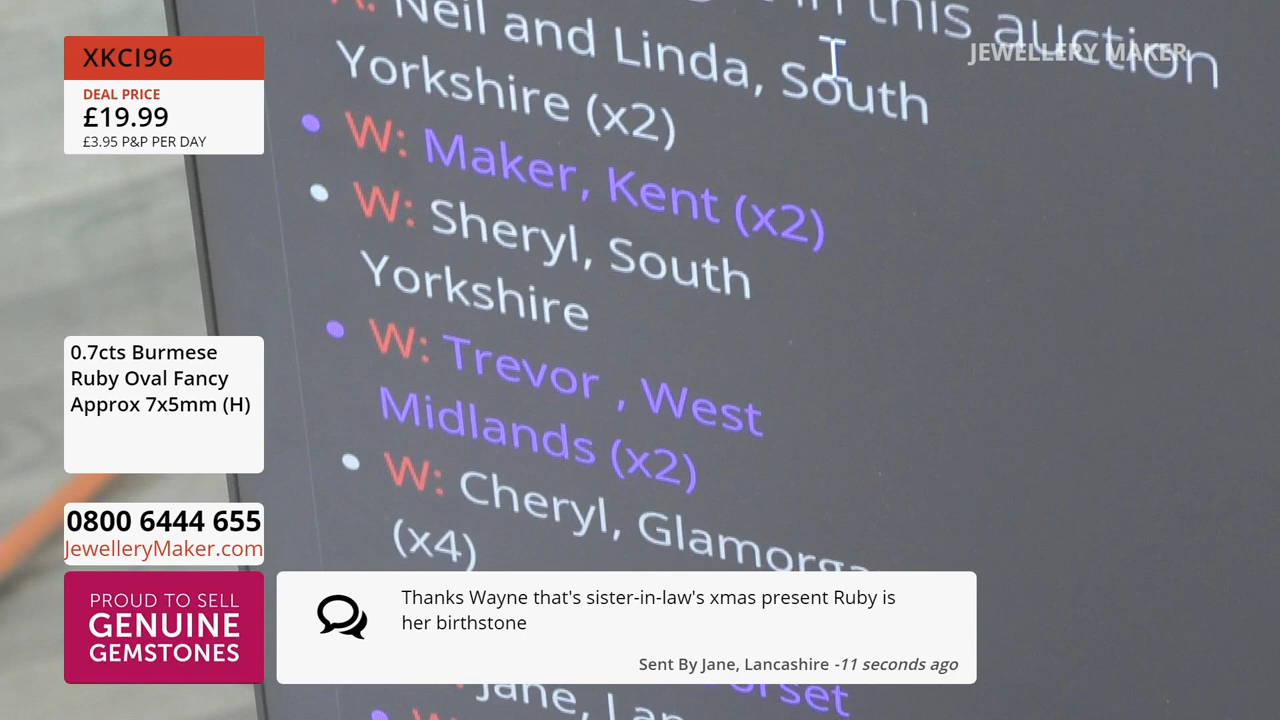 XKCI96
DEAL PRICE
£19.99
£3.95 P&P PER DAY
0.7cts Burmese
Ruby Oval Fancy
Approx 7x5mm (H)
0800 6444 655
JewelleryMaker.com
PROUD TO SELL
GENUINE
GEMSTONES
JEWELLERY MAKER
in this auction
Neil and Linda, South
Yorkshire (x2)
• W: Maker, Kent (x2)
• W: Sheryl, South
Yorkshire
• W: Trevor , West
Midlands (x2)
• W: Cheryl,
(x4)
Thanks Wayne that's sister-in-law's xmas present Ruby is
her birthstone
Sent By Jane, Lancashire -11 seconds ago
Jane,